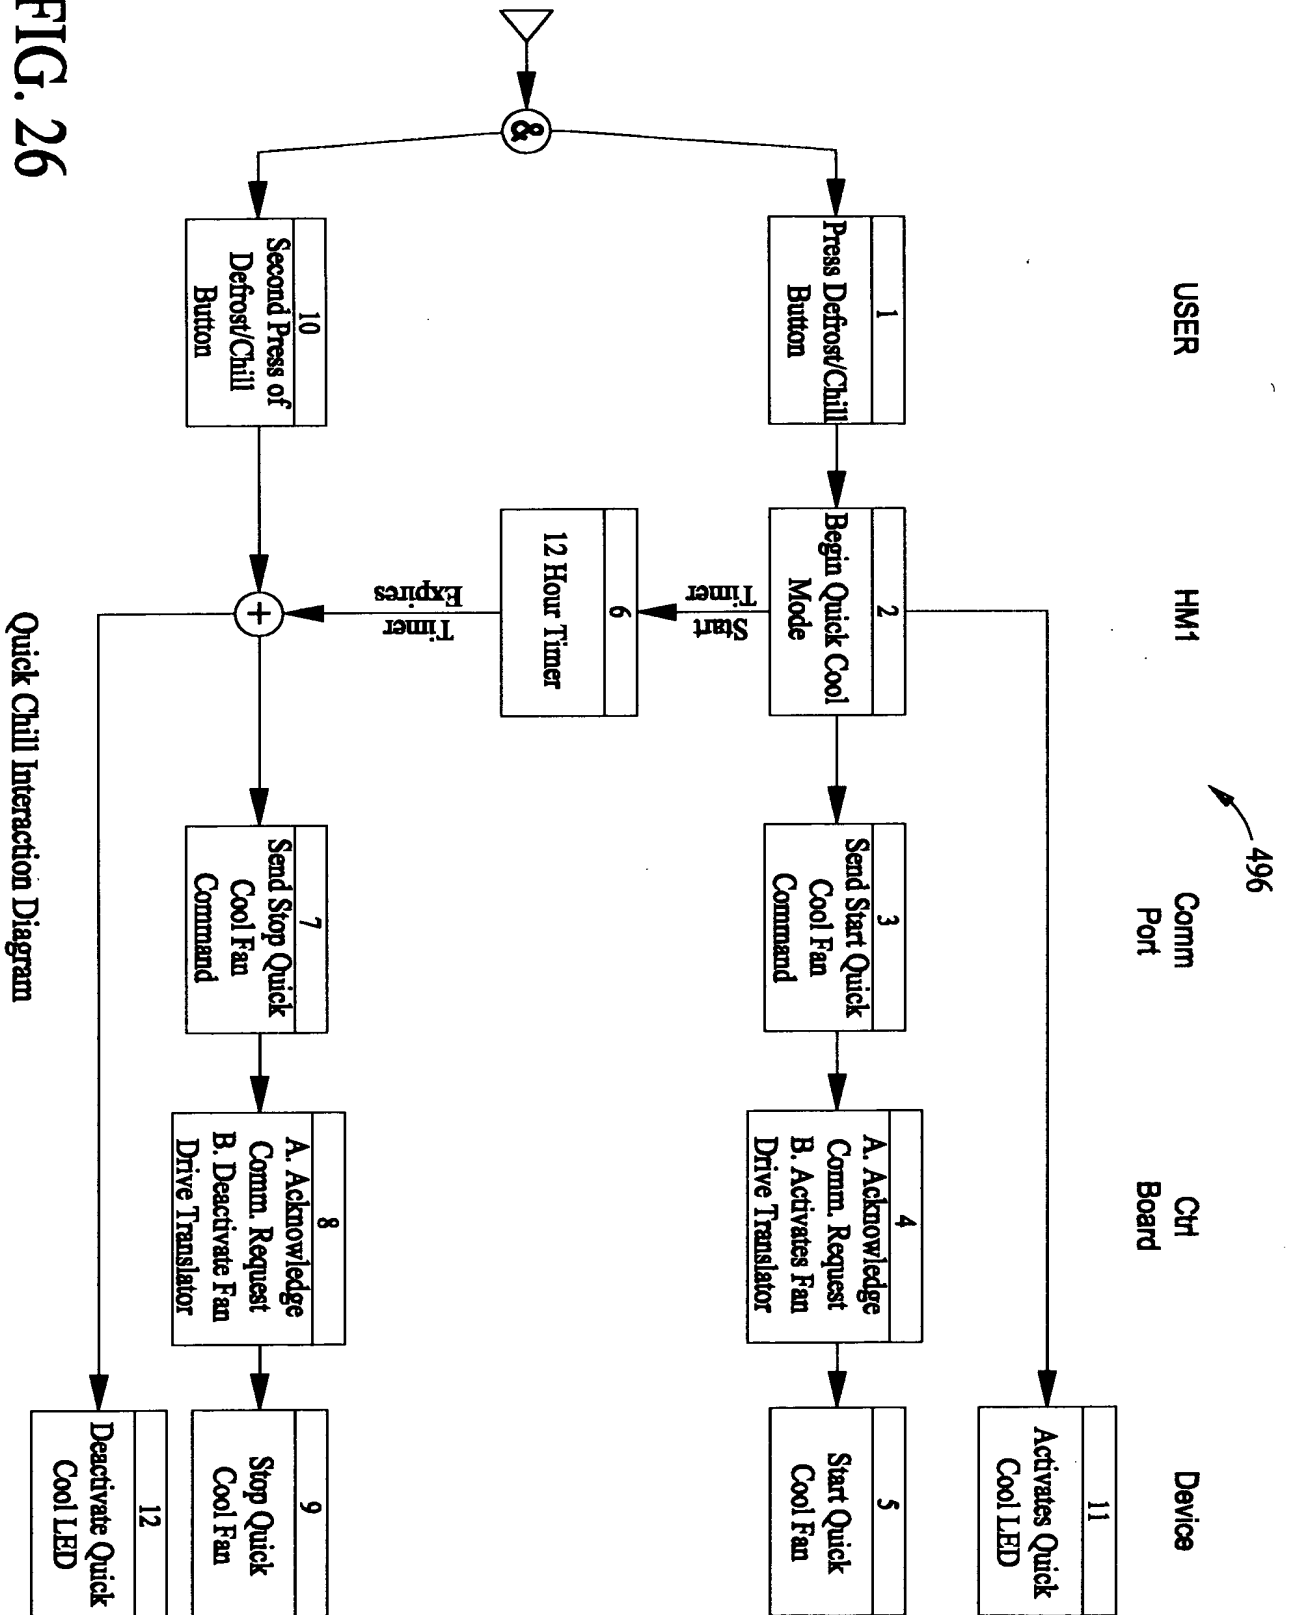 496
USER
HM1
Comm
Port
Ctrl
Board
Device
11
Activates Quick
Cool LED
1
Press Defrost/Chill
Button
2
Begin Quick Cool
Mode
3
Send Start Quick
Cool Fan
Command
4
A. Acknowledge
Comm. Request
B. Activates Fan
Drive Translator
5
Start Quick
Cool Fan
Start
Timer
&
6
12 Hour Timer
Timer
Expires
10
Second Press of
Defrost/Chill
Button
+
7
Send Stop Quick
Cool Fan
Command
8
A. Acknowledge
Comm. Request
B. Deactivate Fan
Drive Translator
9
Stop Quick
Cool Fan
12
Deactivate Quick
Cool LED
Quick Chill Interaction Diagram
FIG. 26